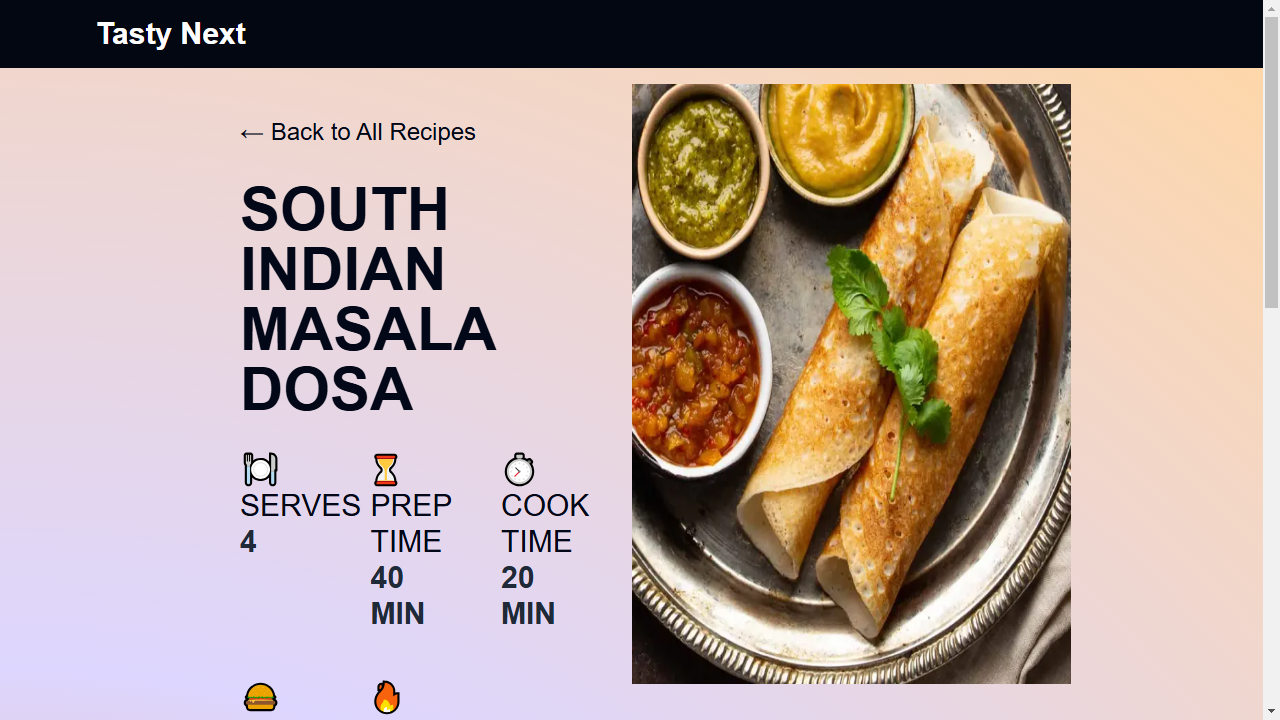 Tasty Next
← Back to All Recipes
SOUTH
INDIAN
MASALA
DOSA
SERVES
4
PREP
TIME
40
MIN
COOK
TIME
20
MIN